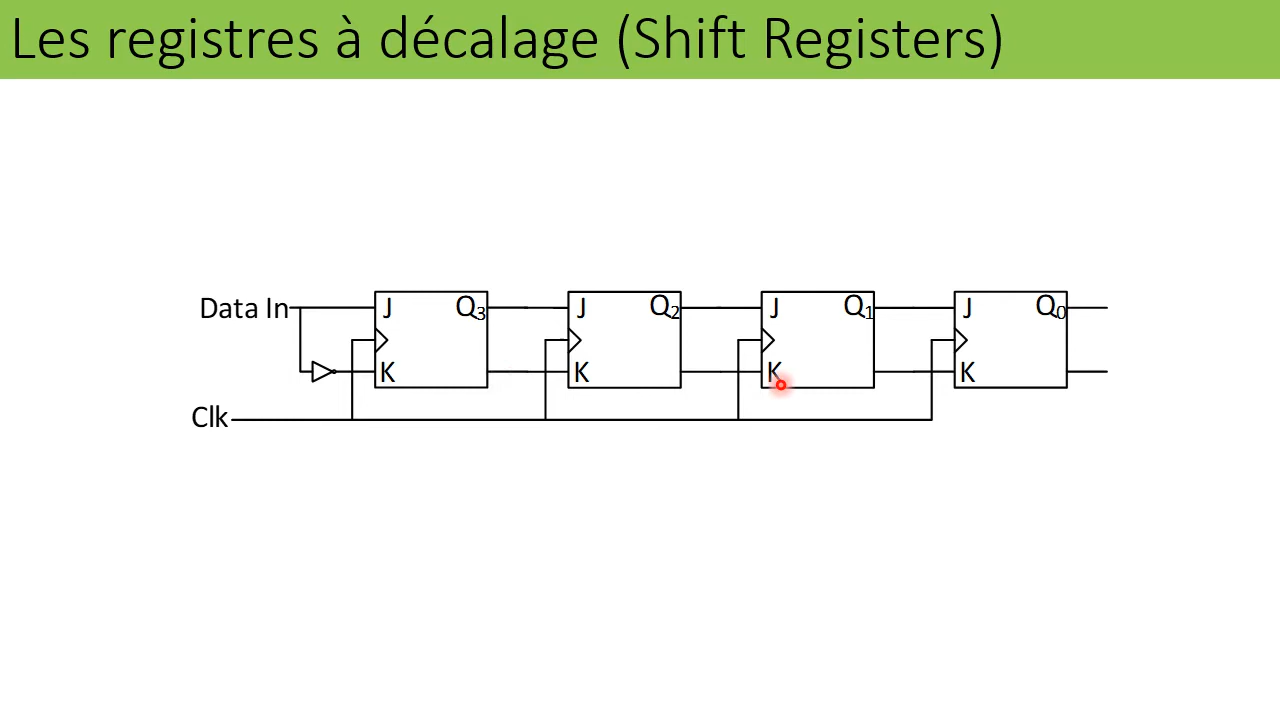 Les registres à décalage (Shift Registers)
Data In J Q3 J Q2 J Q1 J Q0
K K K K
Clk